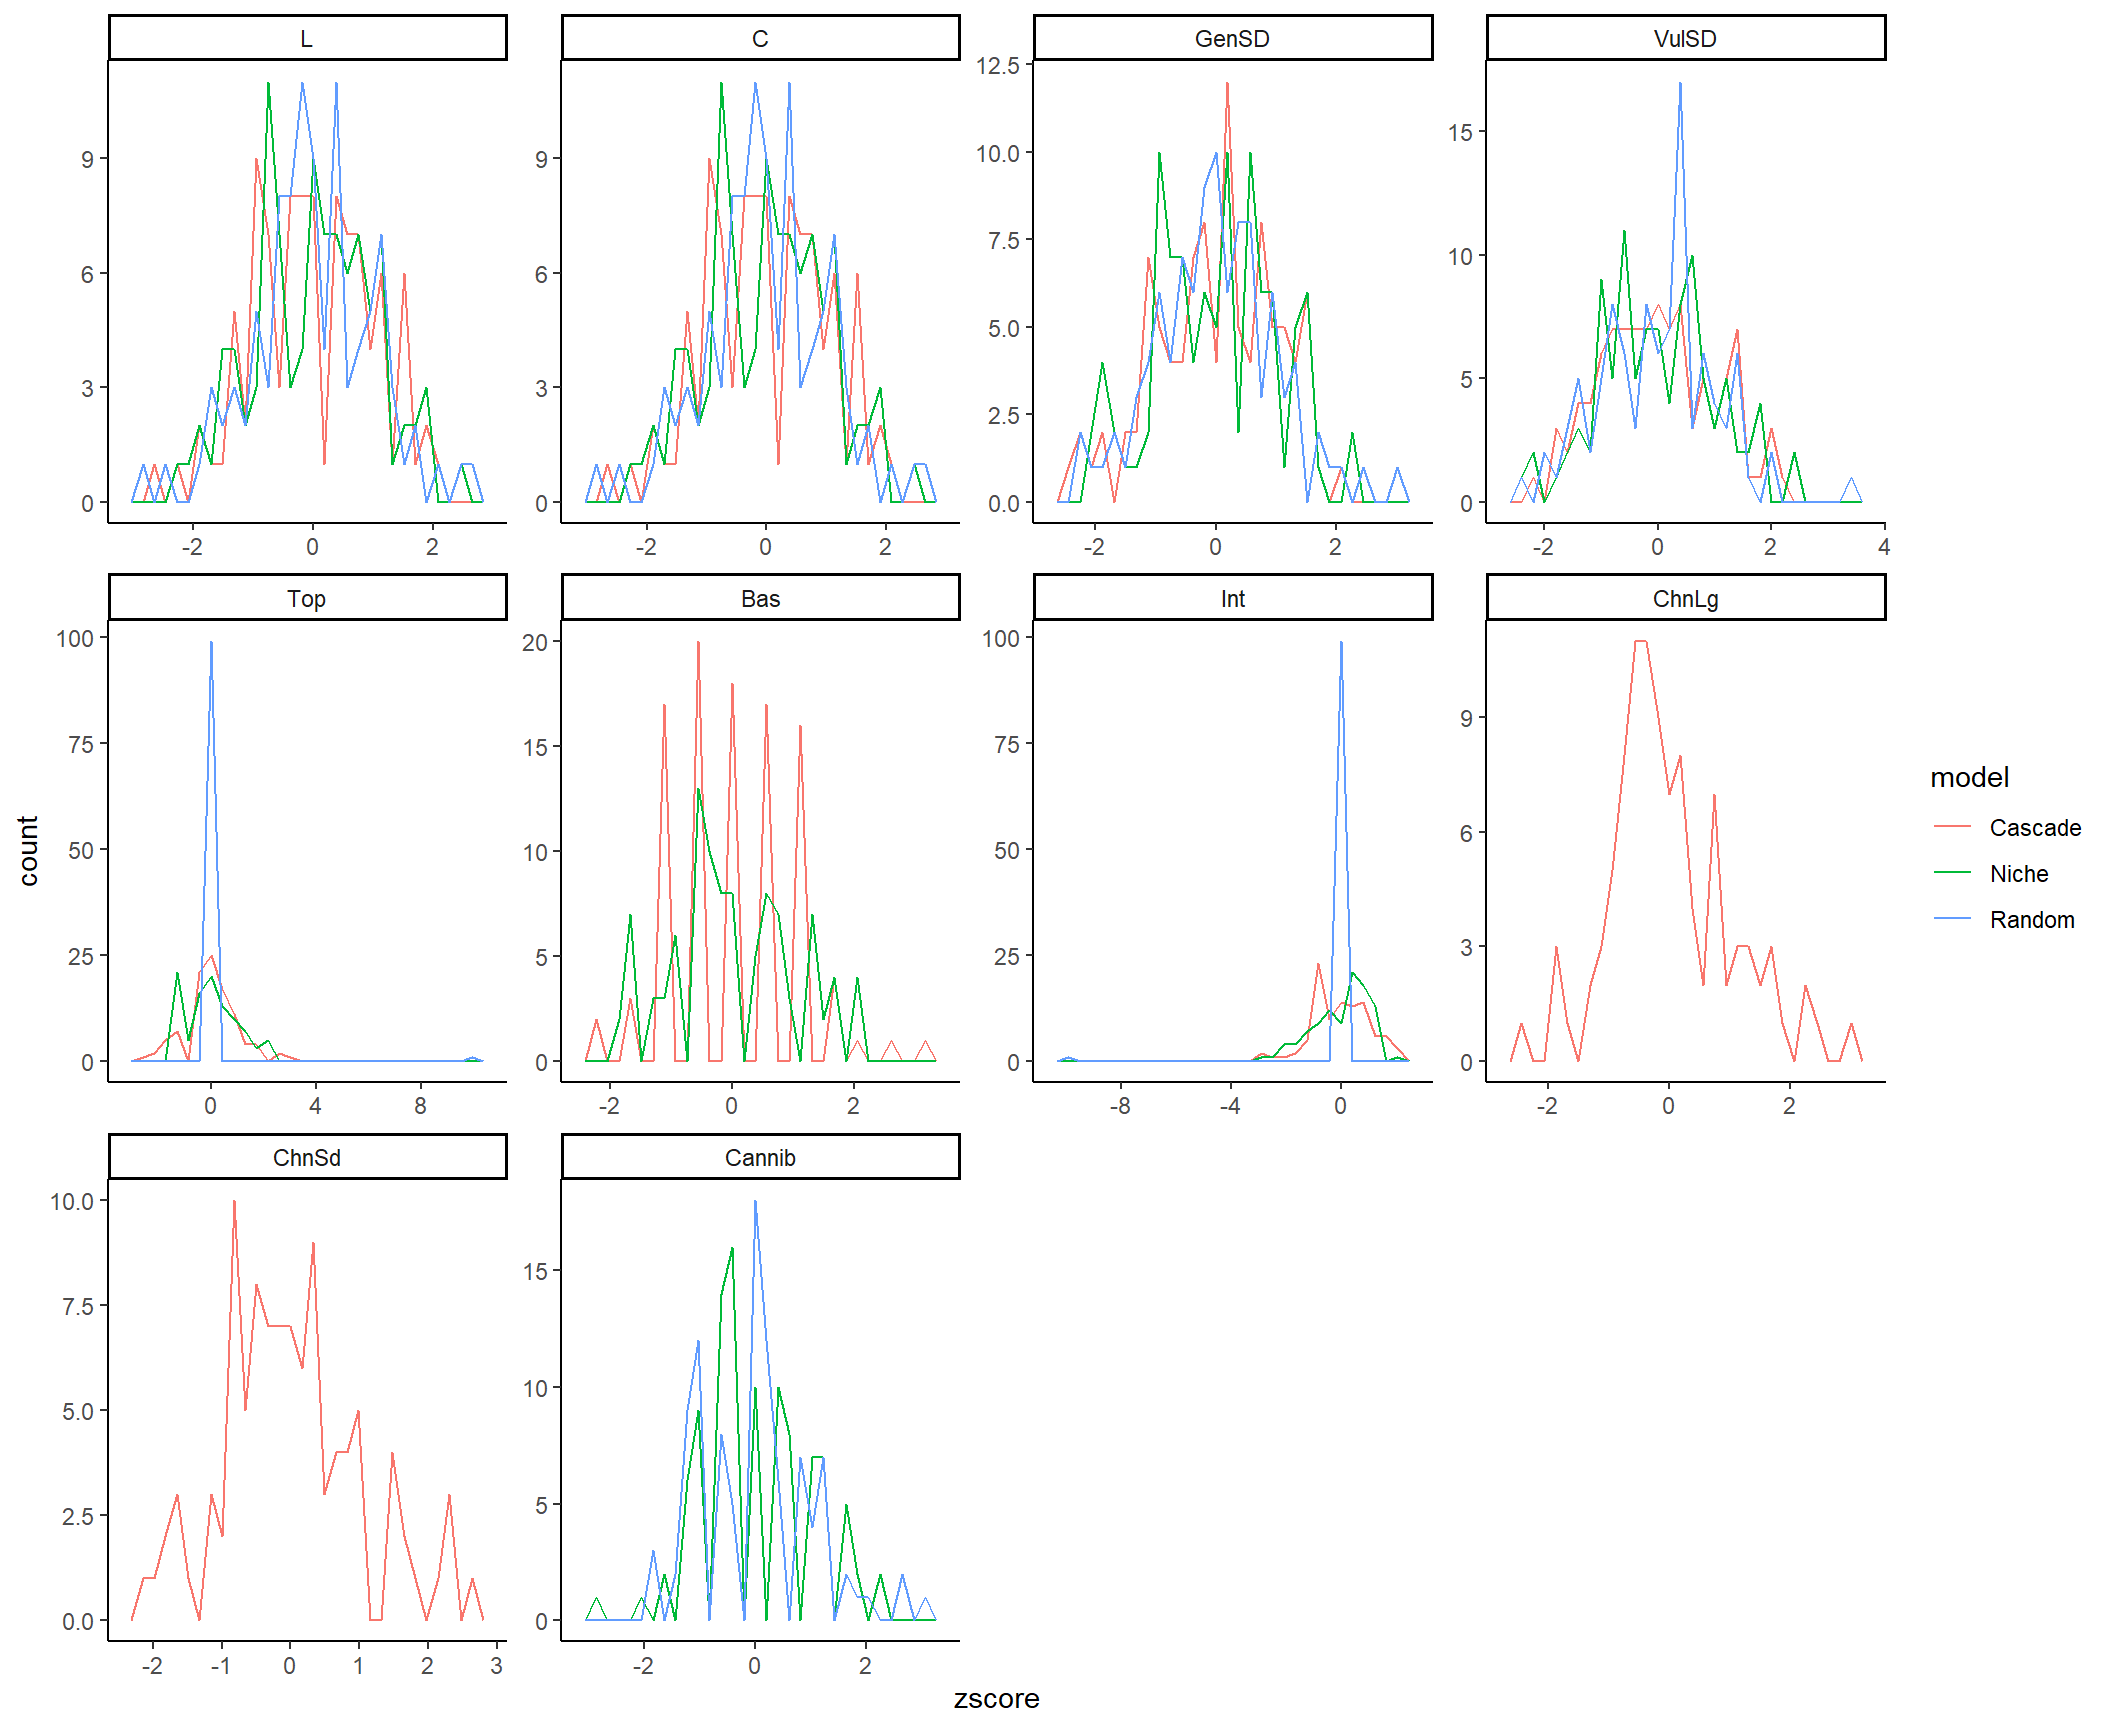 L
C
GenSD
VulSD
9
6
3
0
-2 0 2
9
6
3
0
-2 0 2
12.5
10.0
7.5
5.0
2.5
0.0
-2 0 2
15
10
5
0
-2 0 2 4
Top
Bas
Int
ChnLg
100
75
50
25
0
0 4 8
20
15
10
5
0
-2 0 2
100
75
50
25
0
-8 -4 0
9
6
3
0
-2 0 2
ChnSd
Cannib
10.0
7.5
5.0
2.5
0.0
-2 -1 0 1 2 3
15
10
5
0
-2 0 2
count
zscore
model
Cascade
Niche
Random